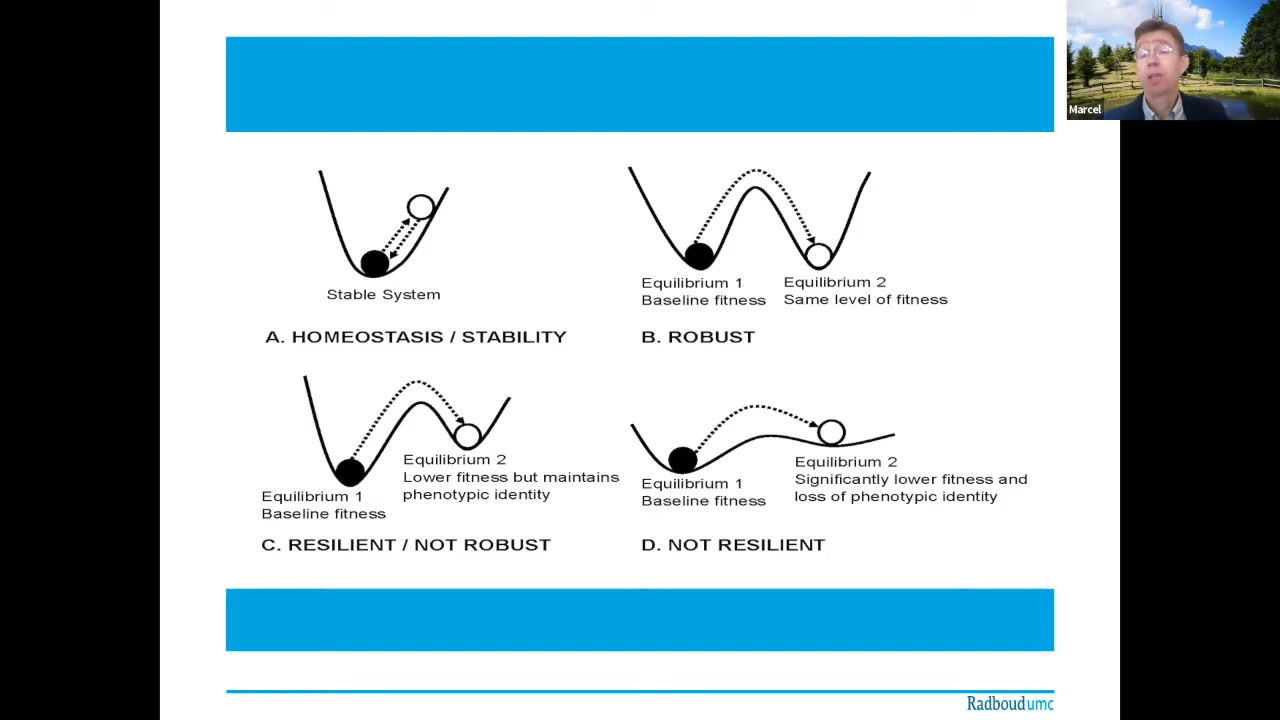 Marcel
Stable System
A. HOMEOSTASIS / STABILITY
Equilibrium 1
Baseline fitness
Equilibrium 2
Same level of fitness
B. ROBUST
Equilibrium 1
Baseline fitness
Equilibrium 2
Lower fitness but maintains
phenotypic identity
C. RESILIENT / NOT ROBUST
Equilibrium 1
Baseline fitness
Equilibrium 2
Significantly lower fitness and
loss of phenotypic identity
D. NOT RESILIENT
Radboudumc